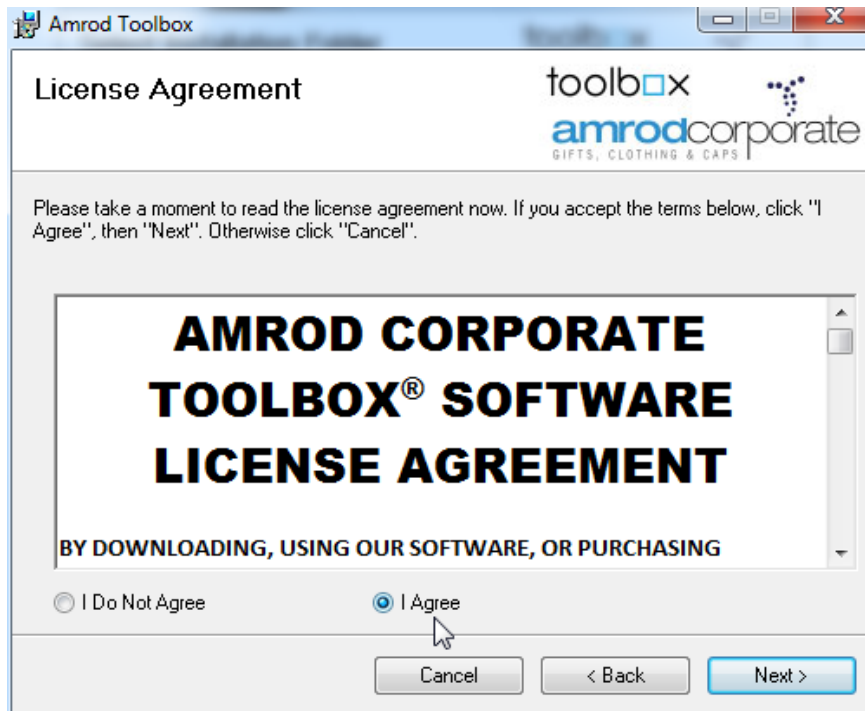 Amrod Toolbox
License Agreement
toolbox
amrodcorporate
GIFTS, CLOTHING & CAPS
Please take a moment to read the license agreement now. If you accept the terms below, click "I
Agree", then "Next". Otherwise click "Cancel".
AMROD CORPORATE
TOOLBOX® SOFTWARE
LICENSE AGREEMENT
BY DOWNLOADING, USING OUR SOFTWARE, OR PURCHASING
I Do Not Agree
I Agree
Cancel
< Back
Next >